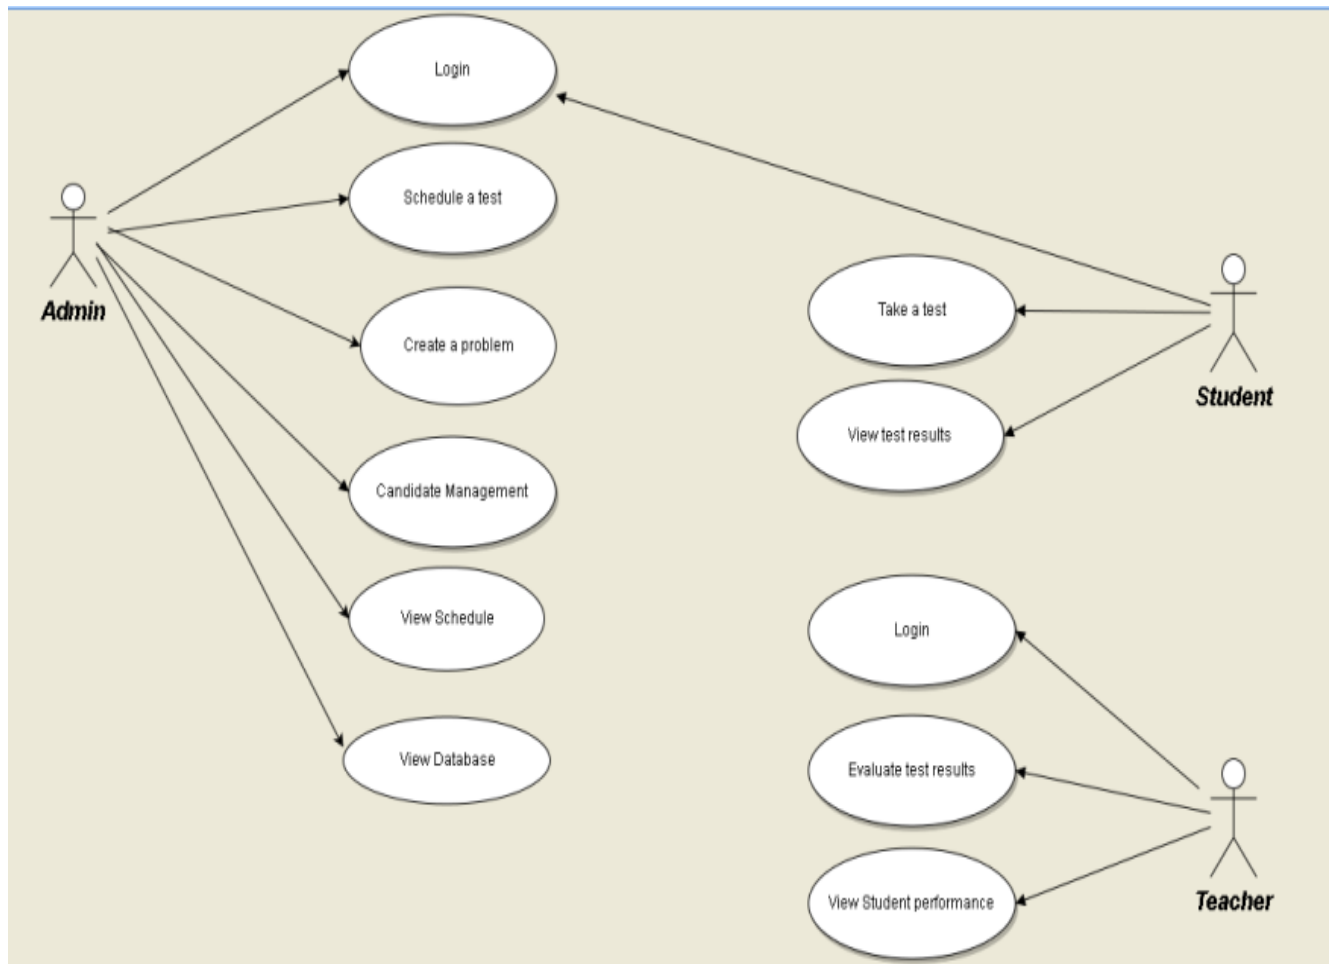 Login
Schedule a test
Admin
Create a problem
Candidate Management
View Schedule
View Database
Take a test
Student
View test results
Login
Evaluate test results
Teacher
View Student performance